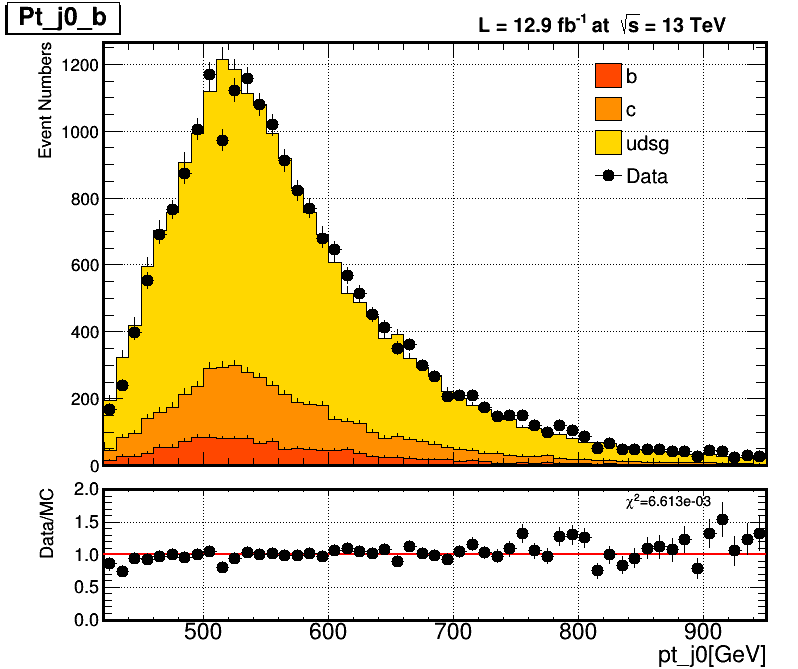 Pt_j0_b
L = 12.9 fb⁻¹ at √s = 13 TeV
Event Numbers
1200
1000
800
600
400
200
0
b
c
udsg
Data
Data/MC
2.0
1.5
1.0
0.5
0.0
χ²=6.613e-03
500 600 700 800 900
pt_j0[GeV]